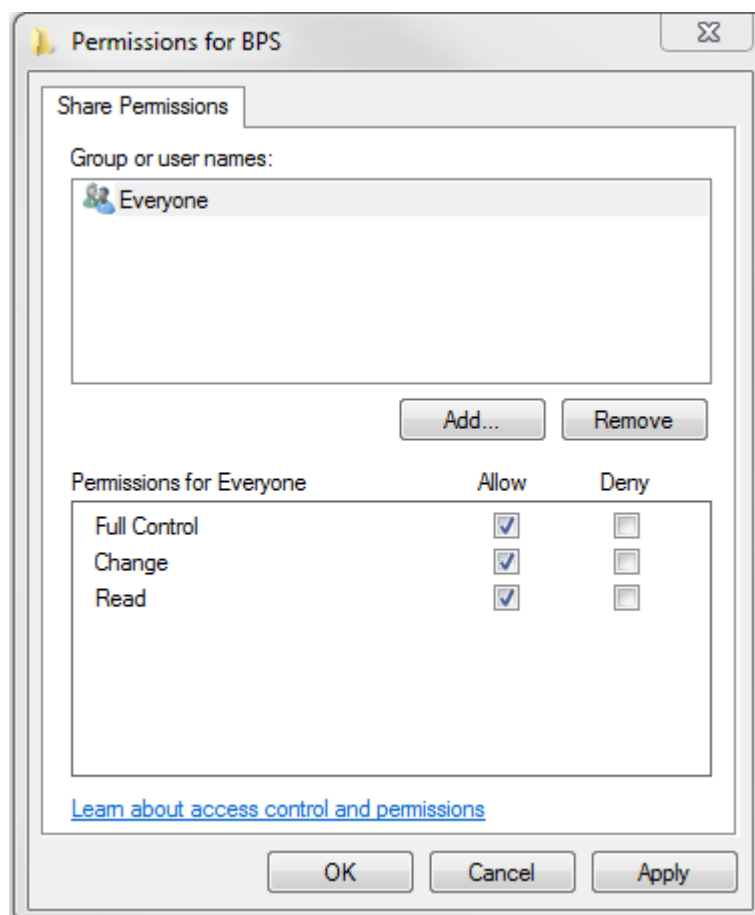 Permissions for BPS
Share Permissions
Group or user names:
Everyone
Add... Remove
Permissions for Everyone Allow Deny
Full Control
Change
Read
Learn about access control and permissions
OK Cancel Apply